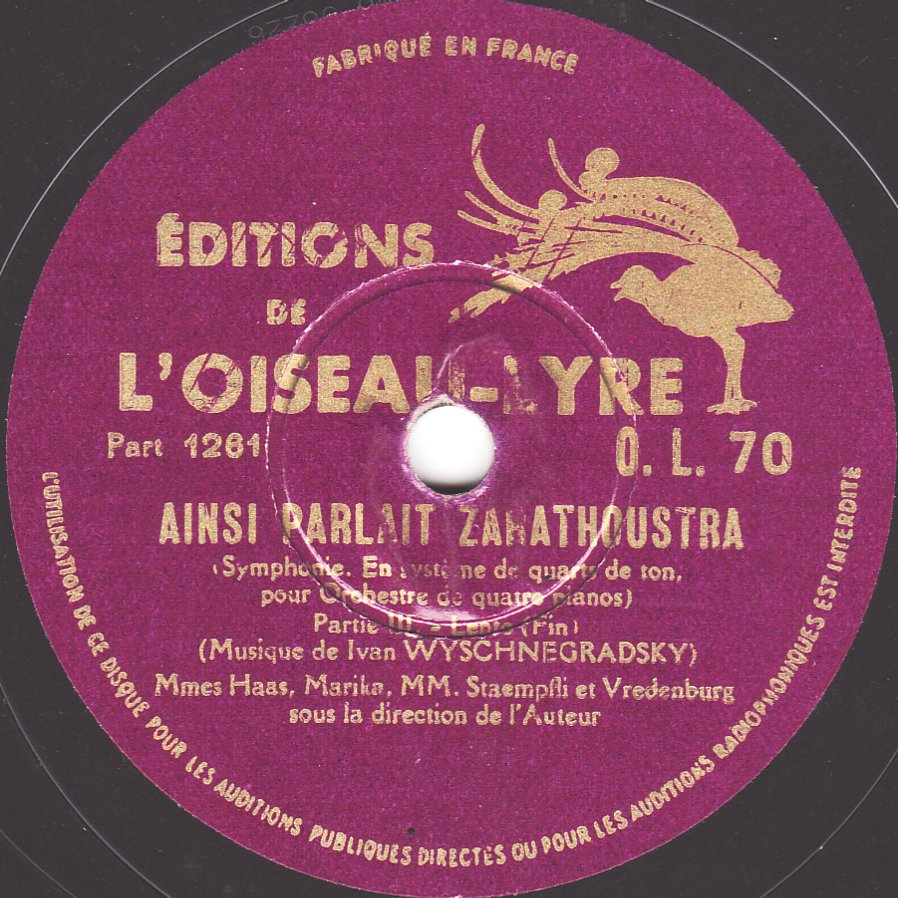 FABRIQUÉ EN FRANCE
ÉDITIONS
DE
L'OISEAU-LYRE
Part 1261
O. L. 70
AINSI PARLAIT ZARATHOUSTRA
(Symphonie. En système de quarts de ton,
pour Orchestre de quatre pianos)
Partie III. - Lento (Fin)
(Musique de Ivan WYSCHNEGRADSKY)
Mmes Haas, Marika, MM. Staempfli et Vredenburg
sous la direction de l'Auteur
L'UTILISATION DE CE DISQUE POUR LES AUDITIONS PUBLIQUES DIRECTES OU POUR LES AUDITIONS RADIOPHONIQUES EST INTERDITE